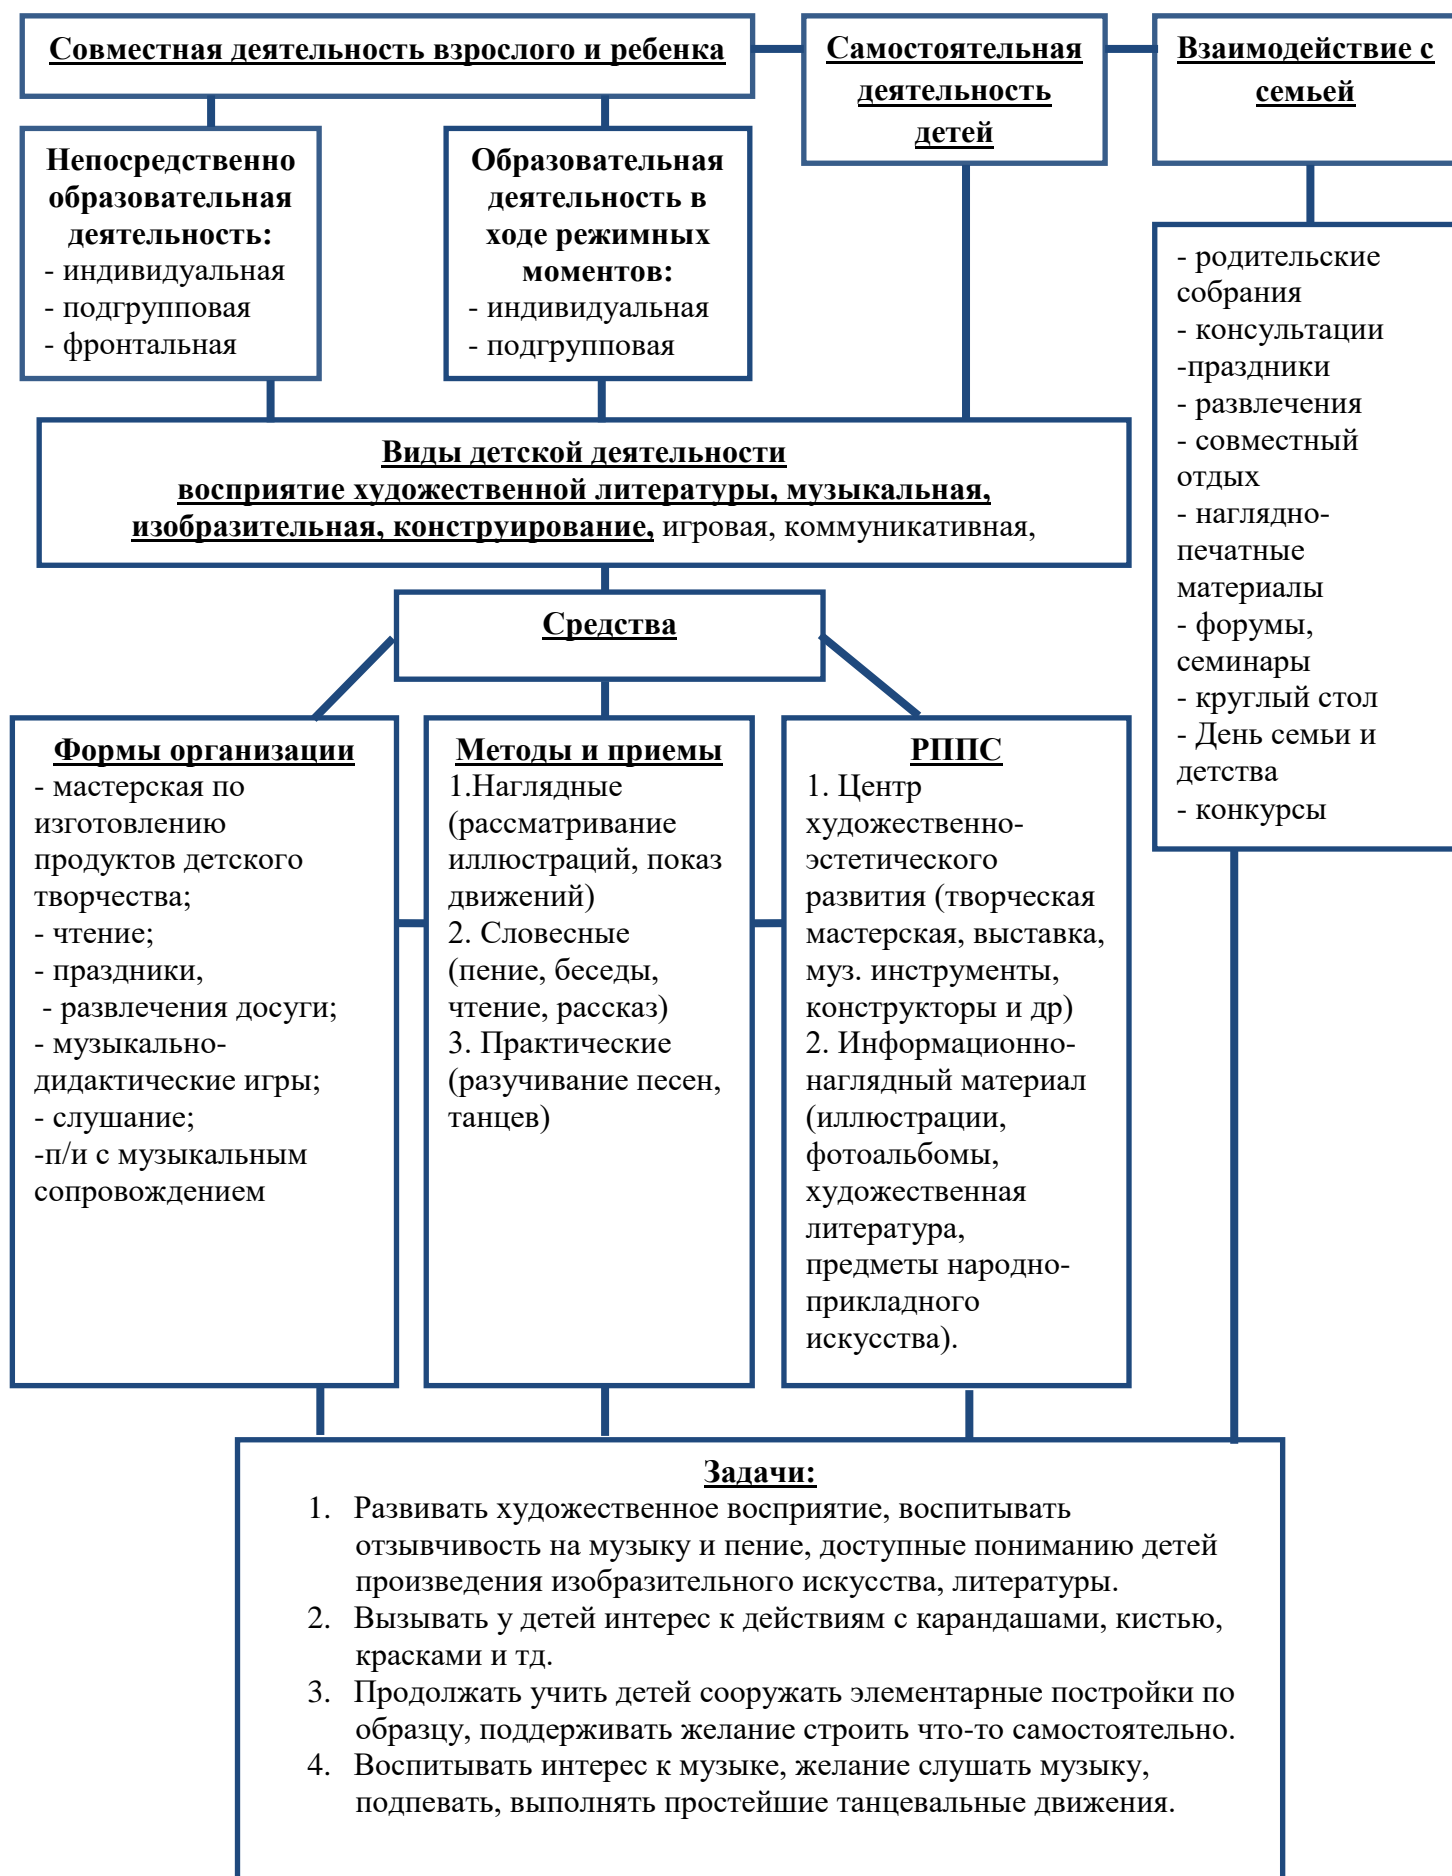 Совместная деятельность взрослого и ребенка
Самостоятельная
деятельность
детей
Взаимодействие с
семьей
Непосредственно
образовательная
деятельность:
- индивидуальная
- подгрупповая
- фронтальная
Образовательная
деятельность в
ходе режимных
моментов:
- индивидуальная
- подгрупповая
- родительские
собрания
- консультации
-праздники
- развлечения
- совместный
отдых
- наглядно-
печатные
материалы
- форумы,
семинары
- круглый стол
- День семьи и
детства
- конкурсы
Виды детской деятельности
восприятие художественной литературы, музыкальная,
изобразительная, конструирование, игровая, коммуникативная,
Средства
Формы организации
- мастерская по
изготовлению
продуктов детского
творчества;
- чтение;
- праздники,
- развлечения досуги;
- музыкально-
дидактические игры;
- слушание;
-п/и с музыкальным
сопровождением
Методы и приемы
1.Наглядные
(рассматривание
иллюстраций, показ
движений)
2. Словесные
(пение, беседы,
чтение, рассказ)
3. Практические
(разучивание песен,
танцев)
РППС
1. Центр
художественно-
эстетического
развития (творческая
мастерская, выставка,
муз. инструменты,
конструкторы и др)
2. Информационно-
наглядный материал
(иллюстрации,
фотоальбомы,
художественная
литература,
предметы народно-
прикладного
искусства).
Задачи:
1. Развивать художественное восприятие, воспитывать
отзывчивость на музыку и пение, доступные пониманию детей
произведения изобразительного искусства, литературы.
2. Вызывать у детей интерес к действиям с карандашами, кистью,
красками и тд.
3. Продолжать учить детей сооружать элементарные постройки по
образцу, поддерживать желание строить что-то самостоятельно.
4. Воспитывать интерес к музыке, желание слушать музыку,
подпевать, выполнять простейшие танцевальные движения.